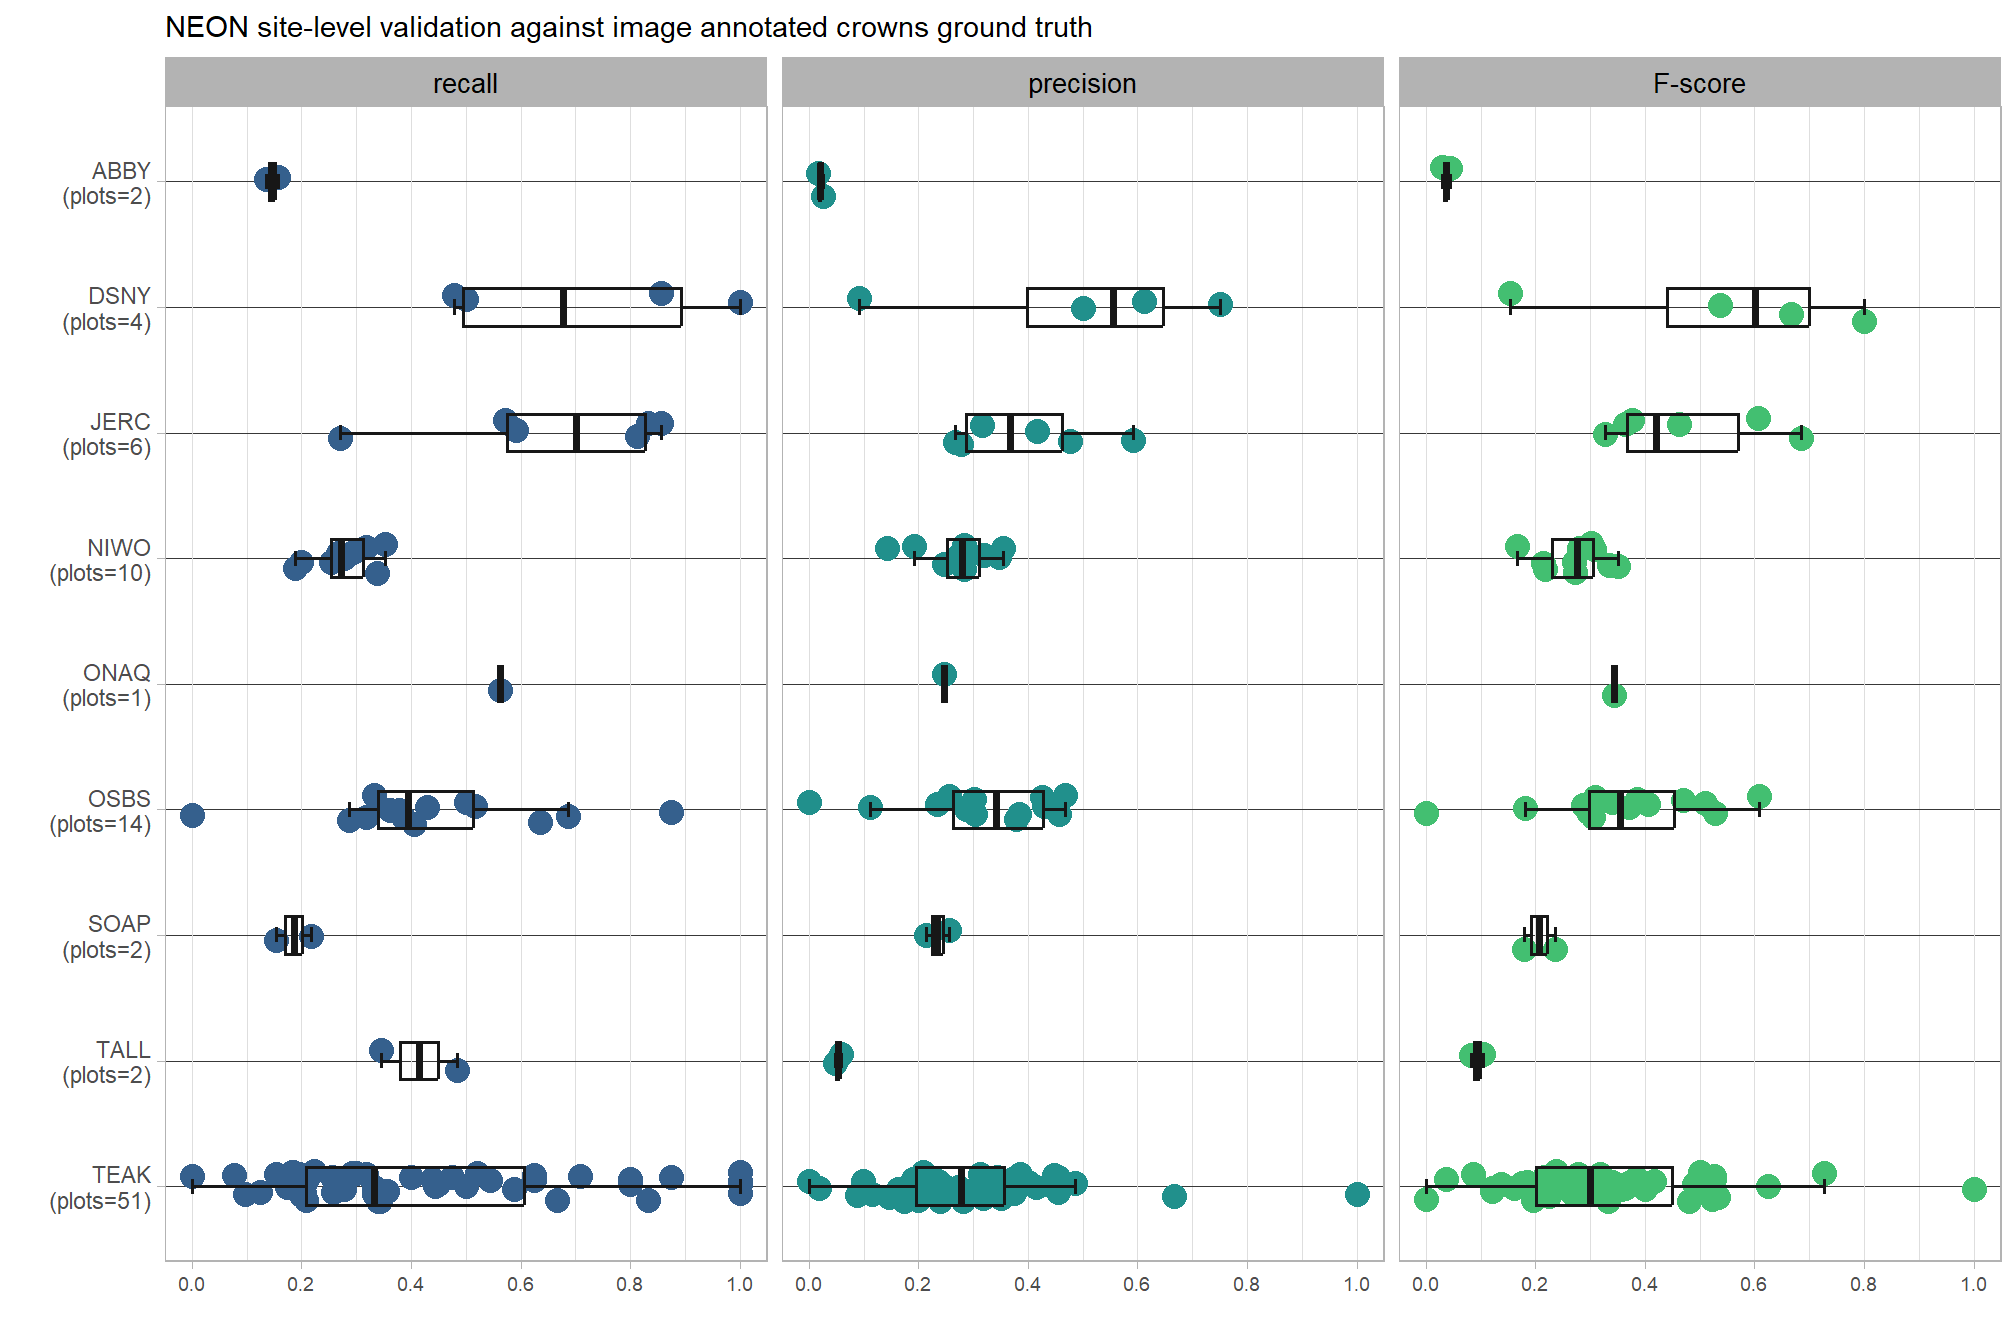 NEON site-level validation against image annotated crowns ground truth
recall
precision
F-score
ABBY
(plots=2)
DSNY
(plots=4)
JERC
(plots=6)
NIWO
(plots=10)
ONAQ
(plots=1)
OSBS
(plots=14)
SOAP
(plots=2)
TALL
(plots=2)
TEAK
(plots=51)
0.0 0.2 0.4 0.6 0.8 1.0
0.0 0.2 0.4 0.6 0.8 1.0
0.0 0.2 0.4 0.6 0.8 1.0